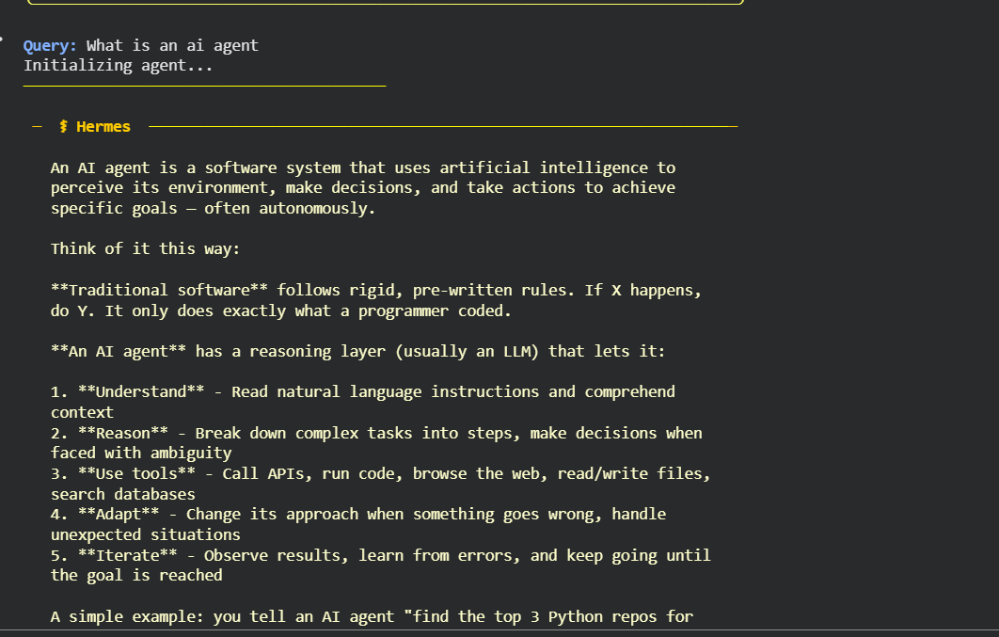 Query: What is an ai agent
Initializing agent...
Hermes
An AI agent is a software system that uses artificial intelligence to
perceive its environment, make decisions, and take actions to achieve
specific goals — often autonomously.
Think of it this way:
**Traditional software** follows rigid, pre-written rules. If X happens,
do Y. It only does exactly what a programmer coded.
**An AI agent** has a reasoning layer (usually an LLM) that lets it:
1. **Understand** - Read natural language instructions and comprehend
context
2. **Reason** - Break down complex tasks into steps, make decisions when
faced with ambiguity
3. **Use tools** - Call APIs, run code, browse the web, read/write files,
search databases
4. **Adapt** - Change its approach when something goes wrong, handle
unexpected situations
5. **Iterate** - Observe results, learn from errors, and keep going until
the goal is reached
A simple example: you tell an AI agent "find the top 3 Python repos for